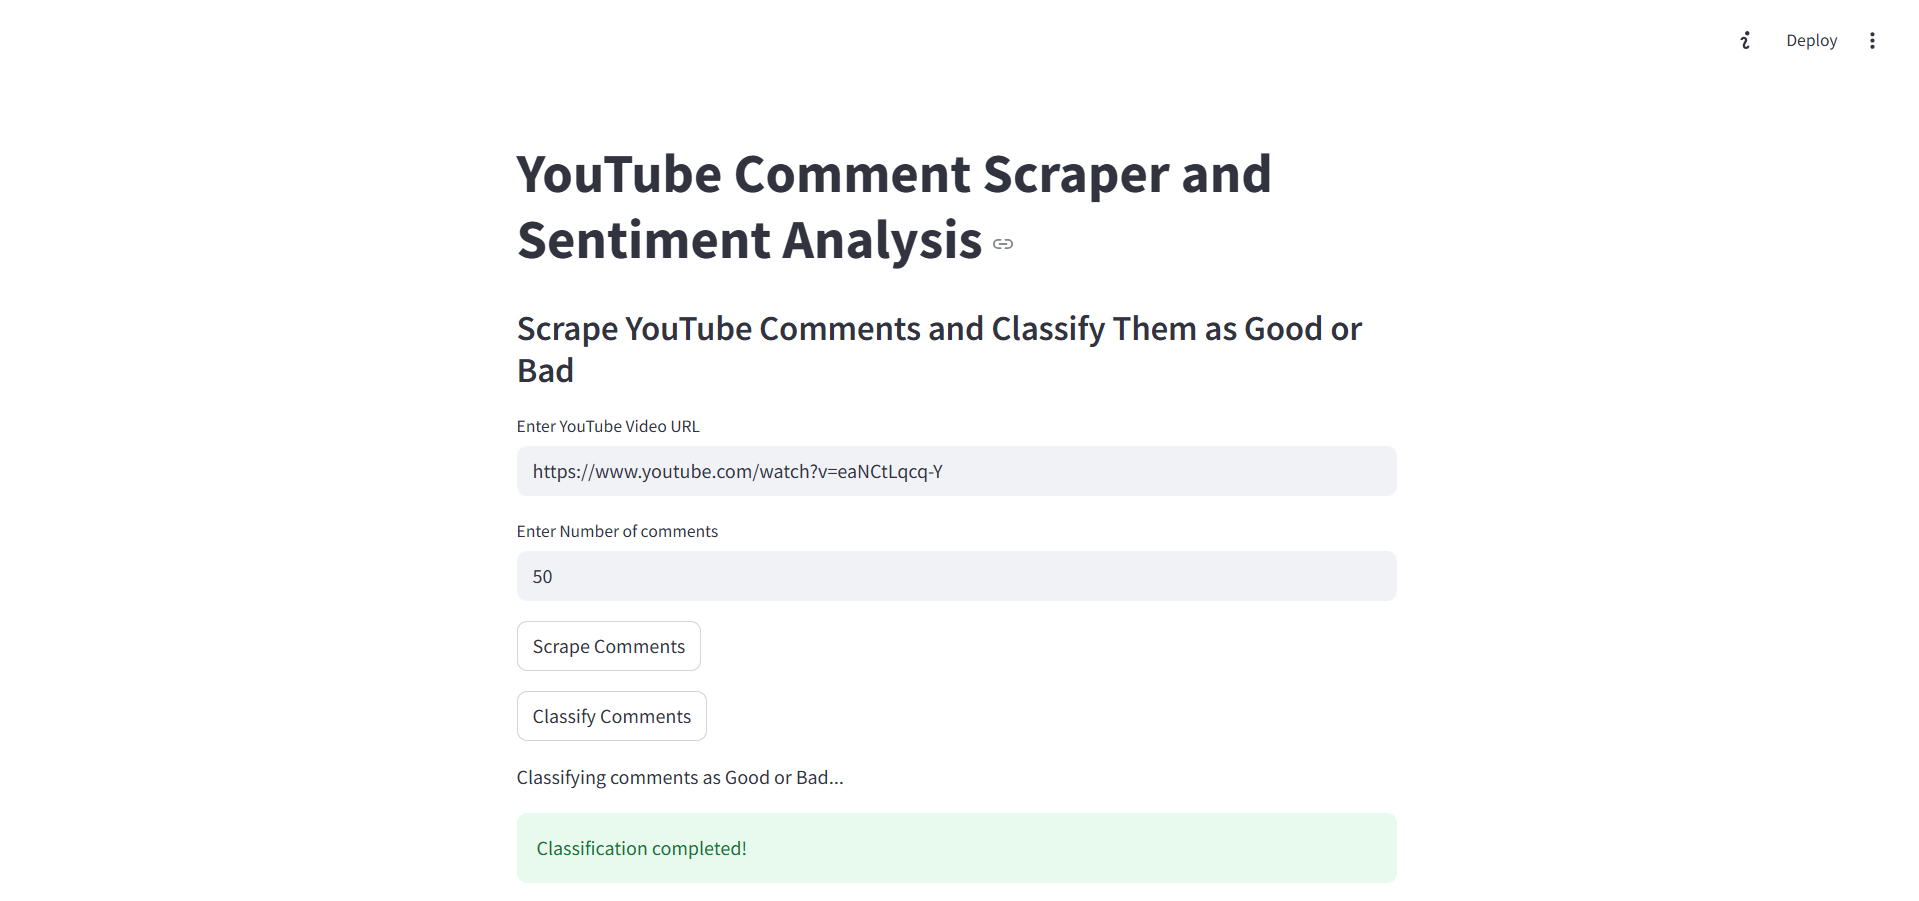 Deploy
YouTube Comment Scraper and
Sentiment Analysis
Scrape YouTube Comments and Classify Them as Good or
Bad
Enter YouTube Video URL
https://www.youtube.com/watch?v=eaNCtLqcq-Y
Enter Number of comments
50
Scrape Comments
Classify Comments
Classifying comments as Good or Bad...
Classification completed!